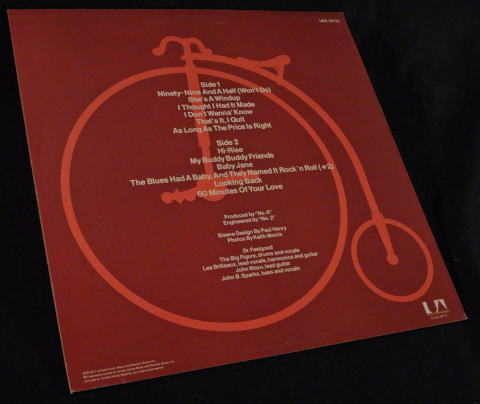 Side 1
Ninety-Nine And A Half (Won't Do)
She's A Windup
I Thought I Had It Made
I Don't Wanna' Know
That's It, I Quit
As Long As The Price Is Right
Side 2
Hi-Rise
My Buddy Buddy Friends
Baby Jane
The Blues Had A Baby, And They Named It Rock 'n Roll (#2)
Looking Back
60 Minutes Of Your Love
Produced by "No. 6"
Engineered by "No. 2"
Sleeve Design By Paul Henry
Photos By Keith Morris
Dr. Feelgood
The Big Figure, drums and vocals
Lee Brilleaux, lead vocals, harmonica and guitar
John Mayo, lead guitar
John B. Sparks, bass and vocals
UA